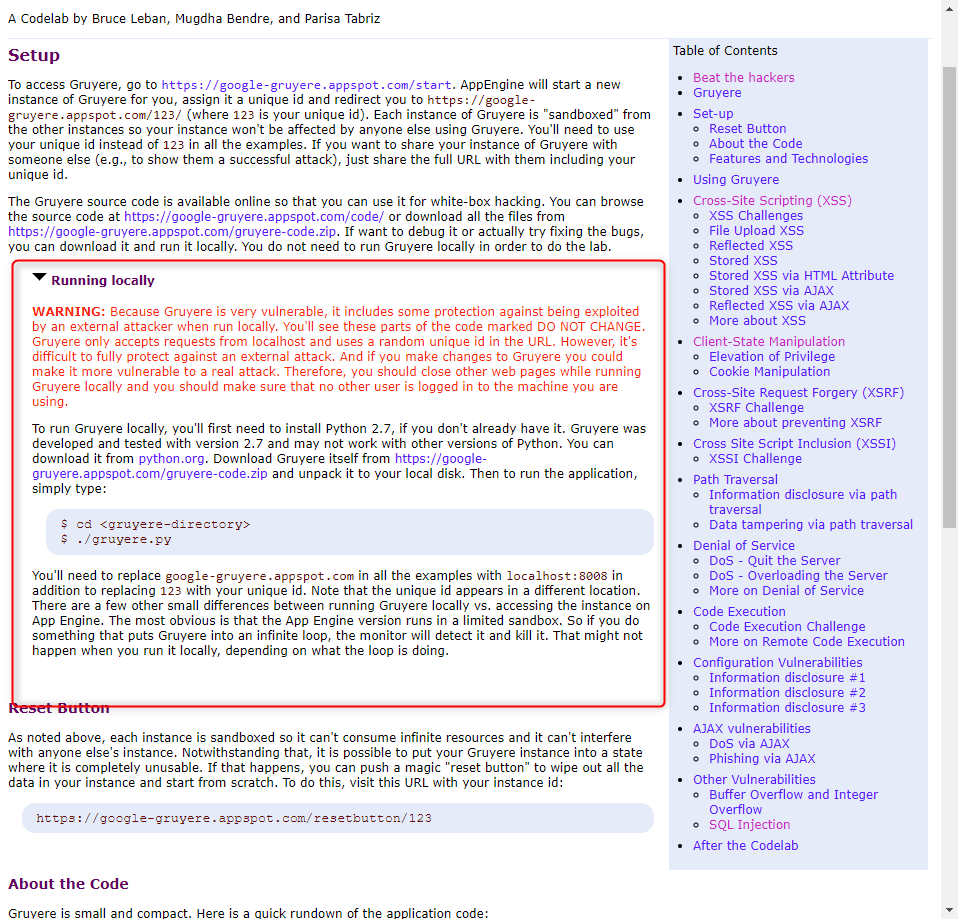 A Codelab by Bruce Leban, Mugdha Bendre, and Parisa Tabriz
Setup
To access Gruyere, go to https://google-gruyere.appspot.com/start. AppEngine will start a new
instance of Gruyere for you, assign it a unique id and redirect you to https://google-
gruyere.appspot.com/123/ (where 123 is your unique id). Each instance of Gruyere is "sandboxed" from
the other instances so your instance won't be affected by anyone else using Gruyere. You'll need to use
your unique id instead of 123 in all the examples. If you want to share your instance of Gruyere with
someone else (e.g., to show them a successful attack), just share the full URL with them including your
unique id.
The Gruyere source code is available online so that you can use it for white-box hacking. You can browse
the source code at https://google-gruyere.appspot.com/code/ or download all the files from
https://google-gruyere.appspot.com/gruyere-code.zip. If want to debug it or actually try fixing the bugs,
you can download it and run it locally. You do not need to run Gruyere locally in order to do the lab.
Running locally
WARNING: Because Gruyere is very vulnerable, it includes some protection against being exploited
by an external attacker when run locally. You'll see these parts of the code marked DO NOT CHANGE.
Gruyere only accepts requests from localhost and uses a random unique id in the URL. However, it's
difficult to fully protect against an external attack. And if you make changes to Gruyere you could
make it more vulnerable to a real attack. Therefore, you should close other web pages while running
Gruyere locally and you should make sure that no other user is logged in to the machine you are
using.
To run Gruyere locally, you'll first need to install Python 2.7, if you don't already have it. Gruyere was
developed and tested with version 2.7 and may not work with other versions of Python. You can
download it from python.org. Download Gruyere itself from https://google-
gruyere.appspot.com/gruyere-code.zip and unpack it to your local disk. Then to run the application,
simply type:
$ cd <gruyere-directory>
$ ./gruyere.py
You'll need to replace google-gruyere.appspot.com in all the examples with localhost:8008 in
addition to replacing 123 with your unique id. Note that the unique id appears in a different location.
There are a few other small differences between running Gruyere locally vs. accessing the instance on
App Engine. The most obvious is that the App Engine version runs in a limited sandbox. So if you do
something that puts Gruyere into an infinite loop, the monitor will detect it and kill it. That might not
happen when you run it locally, depending on what the loop is doing.
Reset Button
As noted above, each instance is sandboxed so it can't consume infinite resources and it can't interfere
with anyone else's instance. Notwithstanding that, it is possible to put your Gruyere instance into a state
where it is completely unusable. If that happens, you can push a magic "reset button" to wipe out all the
data in your instance and start from scratch. To do this, visit this URL with your instance id:
https://google-gruyere.appspot.com/resetbutton/123
About the Code
Gruyere is small and compact. Here is a quick rundown of the application code:
Table of Contents
Beat the hackers
Gruyere
Set-up
Reset Button
About the Code
Features and Technologies
Using Gruyere
Cross-Site Scripting (XSS)
XSS Challenges
File Upload XSS
Reflected XSS
Stored XSS
Stored XSS via HTML Attribute
Stored XSS via AJAX
Reflected XSS via AJAX
More about XSS
Client-State Manipulation
Elevation of Privilege
Cookie Manipulation
Cross-Site Request Forgery (XSRF)
XSRF Challenge
More about preventing XSRF
Cross Site Script Inclusion (XSSI)
XSSI Challenge
Path Traversal
Information disclosure via path
traversal
Data tampering via path traversal
Denial of Service
DoS - Quit the Server
DoS - Overloading the Server
More on Denial of Service
Code Execution
Code Execution Challenge
More on Remote Code Execution
Configuration Vulnerabilities
Information disclosure #1
Information disclosure #2
Information disclosure #3
AJAX vulnerabilities
DoS via AJAX
Phishing via AJAX
Other Vulnerabilities
Buffer Overflow and Integer
Overflow
SQL Injection
After the Codelab